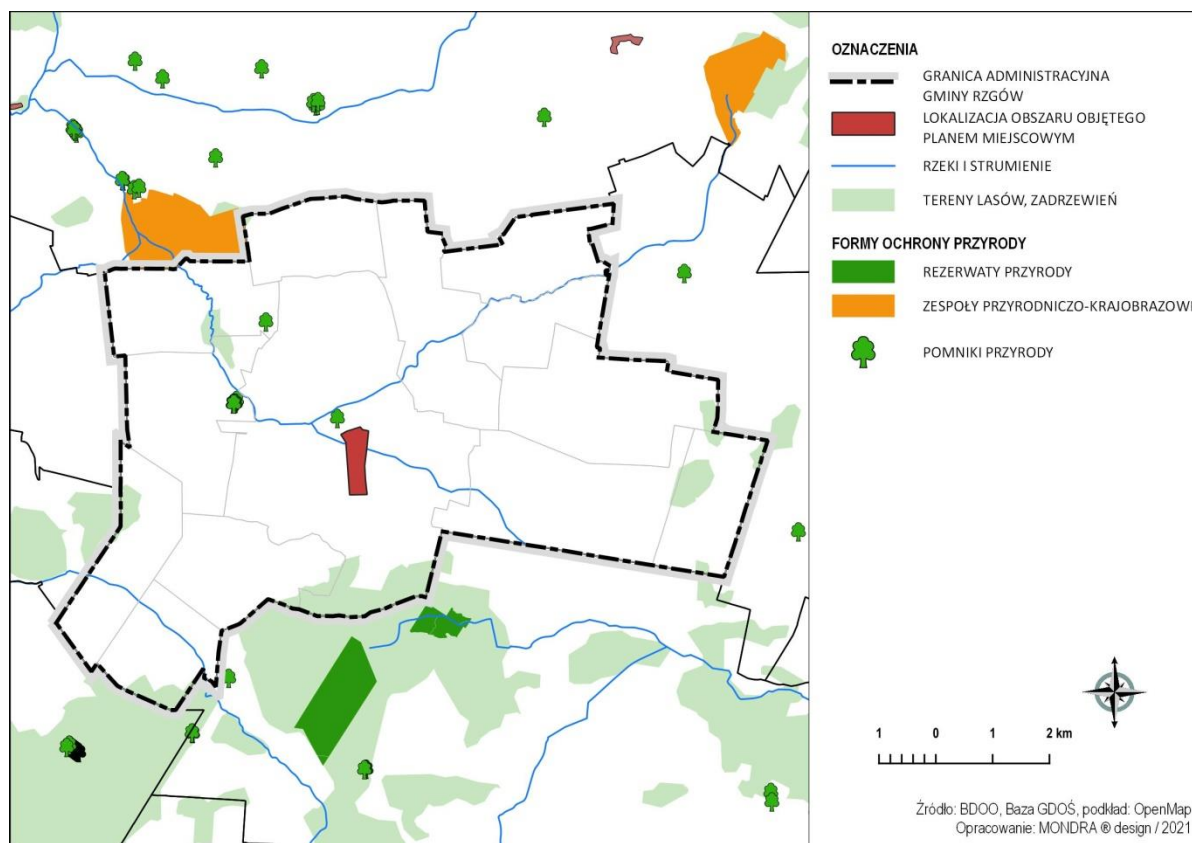 OZNACZENIA
GRANICA ADMINISTRACYJNA
GMINY RZGÓW
LOKALIZACJA OBSZARU OBJĘTEGO
PLANEM MIEJSCOWYM
RZEKI I STRUMIENIE
TERENY LASÓW, ZADRZEWIEŃ
FORMY OCHRONY PRZYRODY
REZERWATY PRZYRODY
ZESPOŁY PRZYRODNICZO-KRAJOBRAZOWE
POMNIKI PRZYRODY
1 0 1 2 km
Źródło: BDOO, Baza GDOŚ, podkład: OpenMap
Opracowanie: MONDRA ® design / 2021